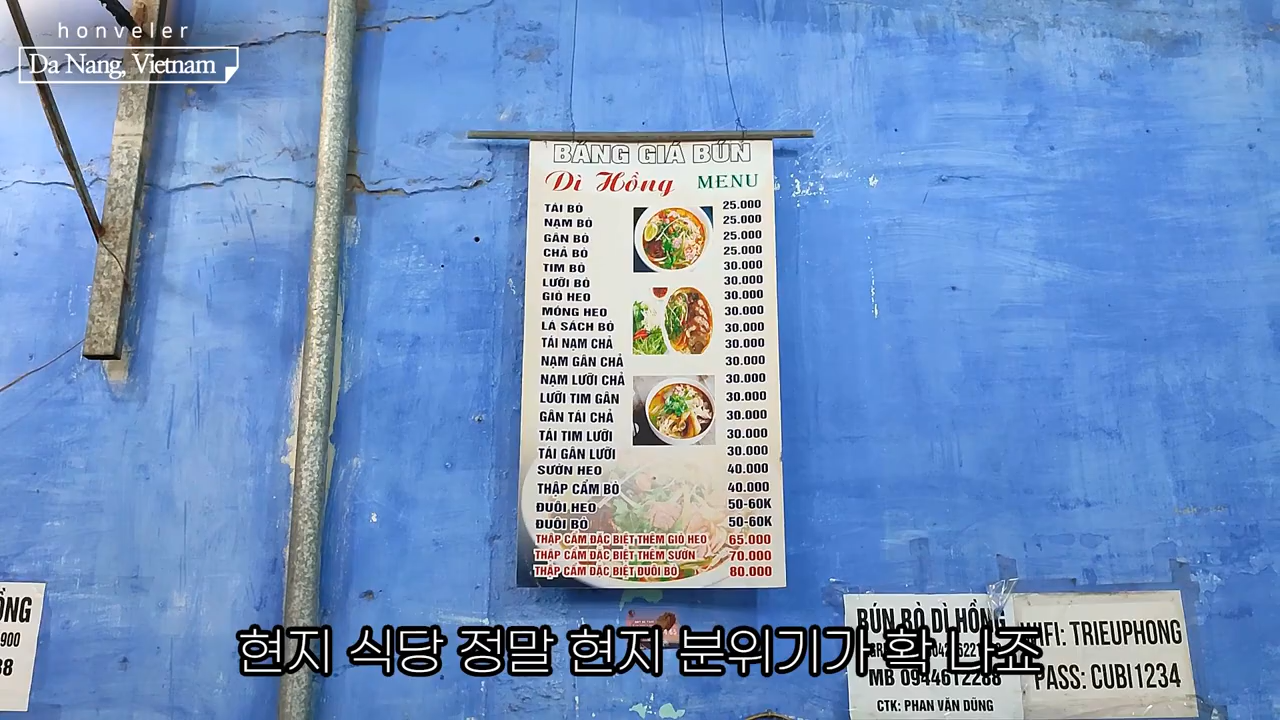 honveler
Da Nang, Vietnam
BẢNG GIÁ BÚN
Dì Hồng MENU
TÁI BÒ 25.000
NẠM BÒ 25.000
GÂN BÒ 25.000
CHẢ BÒ 25.000
TIM BÒ 30.000
LƯỠI BÒ 30.000
GIÒ HEO 30.000
MÓNG HEO 30.000
LÁ SÁCH BÒ 30.000
TÁI NẠM CHẢ 30.000
NẠM GÂN CHẢ 30.000
NẠM LƯỠI CHẢ 30.000
LƯỠI TIM GÂN 30.000
GÂN TÁI CHẢ 30.000
TÁI TIM LƯỠI 30.000
TÁI GÂN LƯỠI 30.000
SƯỜN HEO 40.000
THẬP CẨM BÒ 40.000
ĐUÔI HEO 50-60K
ĐUÔI BÒ 50-60K
THẬP CẨM ĐẶC BIỆT THÊM GIÒ HEO 65.000
THẬP CẨM ĐẶC BIỆT THÊM SƯỜN 70.000
THẬP CẨM ĐẶC BIỆT ĐUÔI BÒ 80.000
ỒNG
900
38
BÚN BÒ DÌ HỒNG
MB 0944612288
CTK: PHAN VĂN DŨNG
WIFI: TRIEUPHONG
PASS: CUBI1234
현지 식당 정말 현지 분위기가 확 나죠